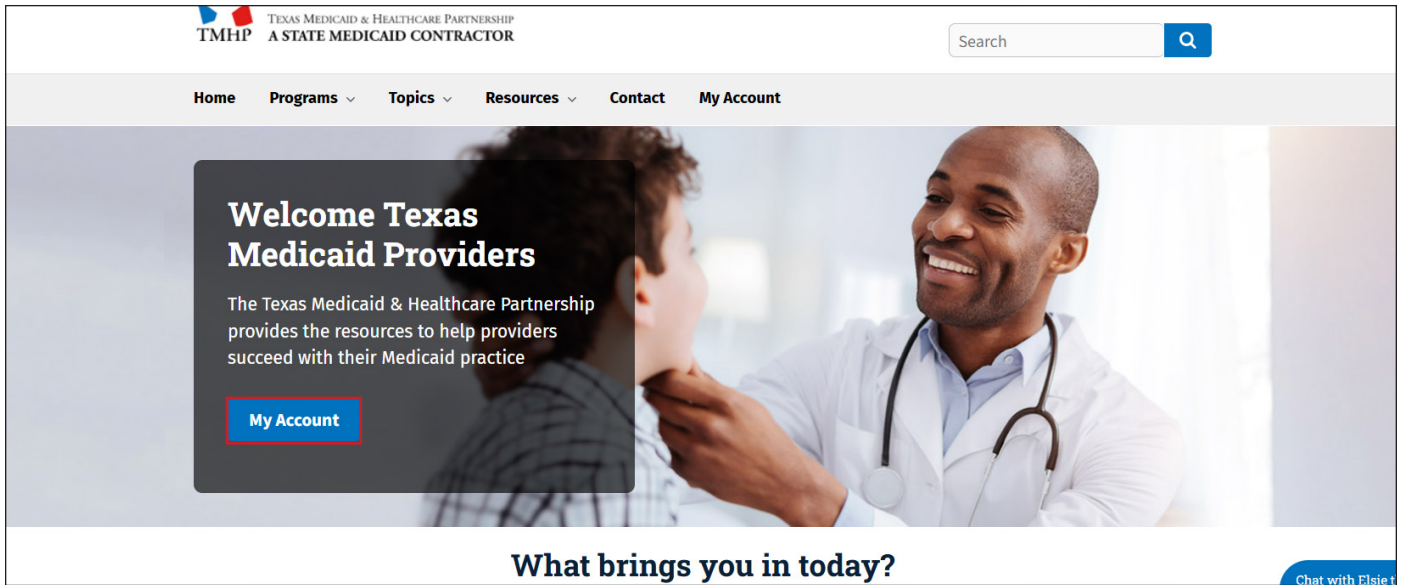 TEXAS MEDICAID & HEALTHCARE PARTNERSHIP
TMHP A STATE MEDICAID CONTRACTOR
Search
Home Programs Topics Resources Contact My Account
Welcome Texas
Medicaid Providers
The Texas Medicaid & Healthcare Partnership
provides the resources to help providers
succeed with their Medicaid practice
My Account
What brings you in today?
Chat with Elsie t